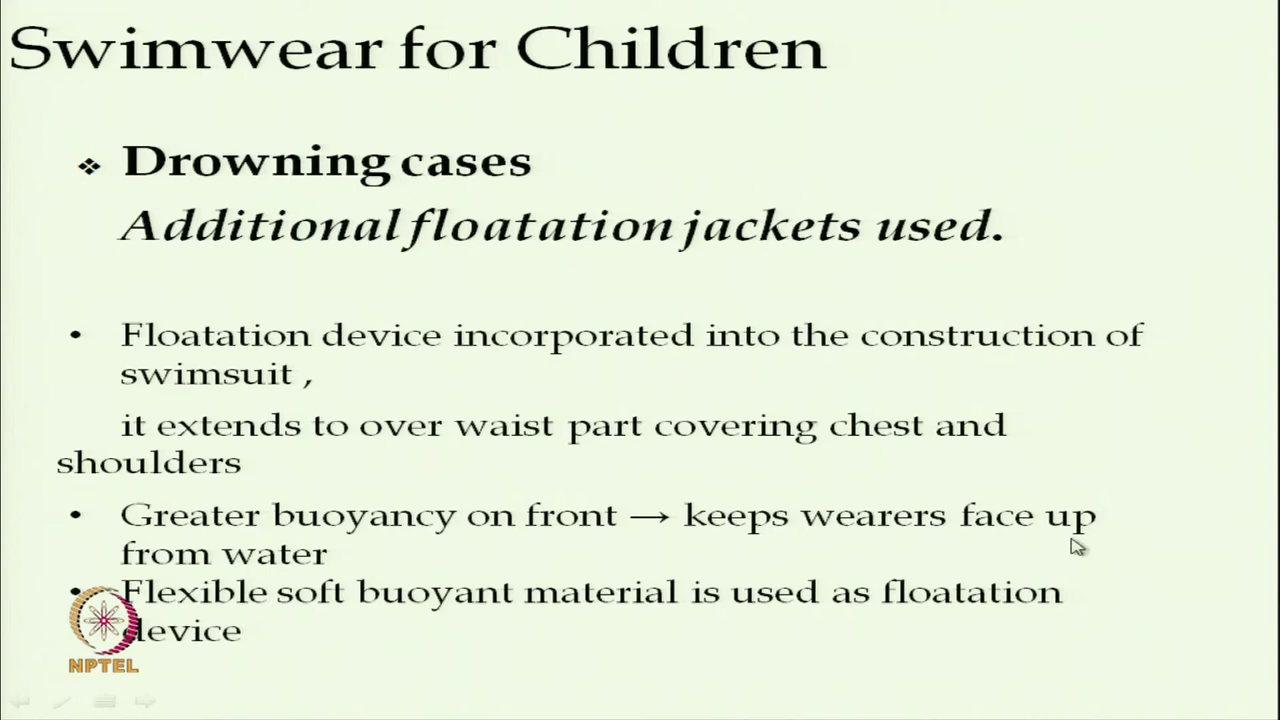 Swimwear for Children
❖ Drowning cases
Additional floatation jackets used.
• Floatation device incorporated into the construction of
swimsuit ,
it extends to over waist part covering chest and
shoulders
• Greater buoyancy on front → keeps wearers face up
from water
• Flexible soft buoyant material is used as floatation
device
NPTEL